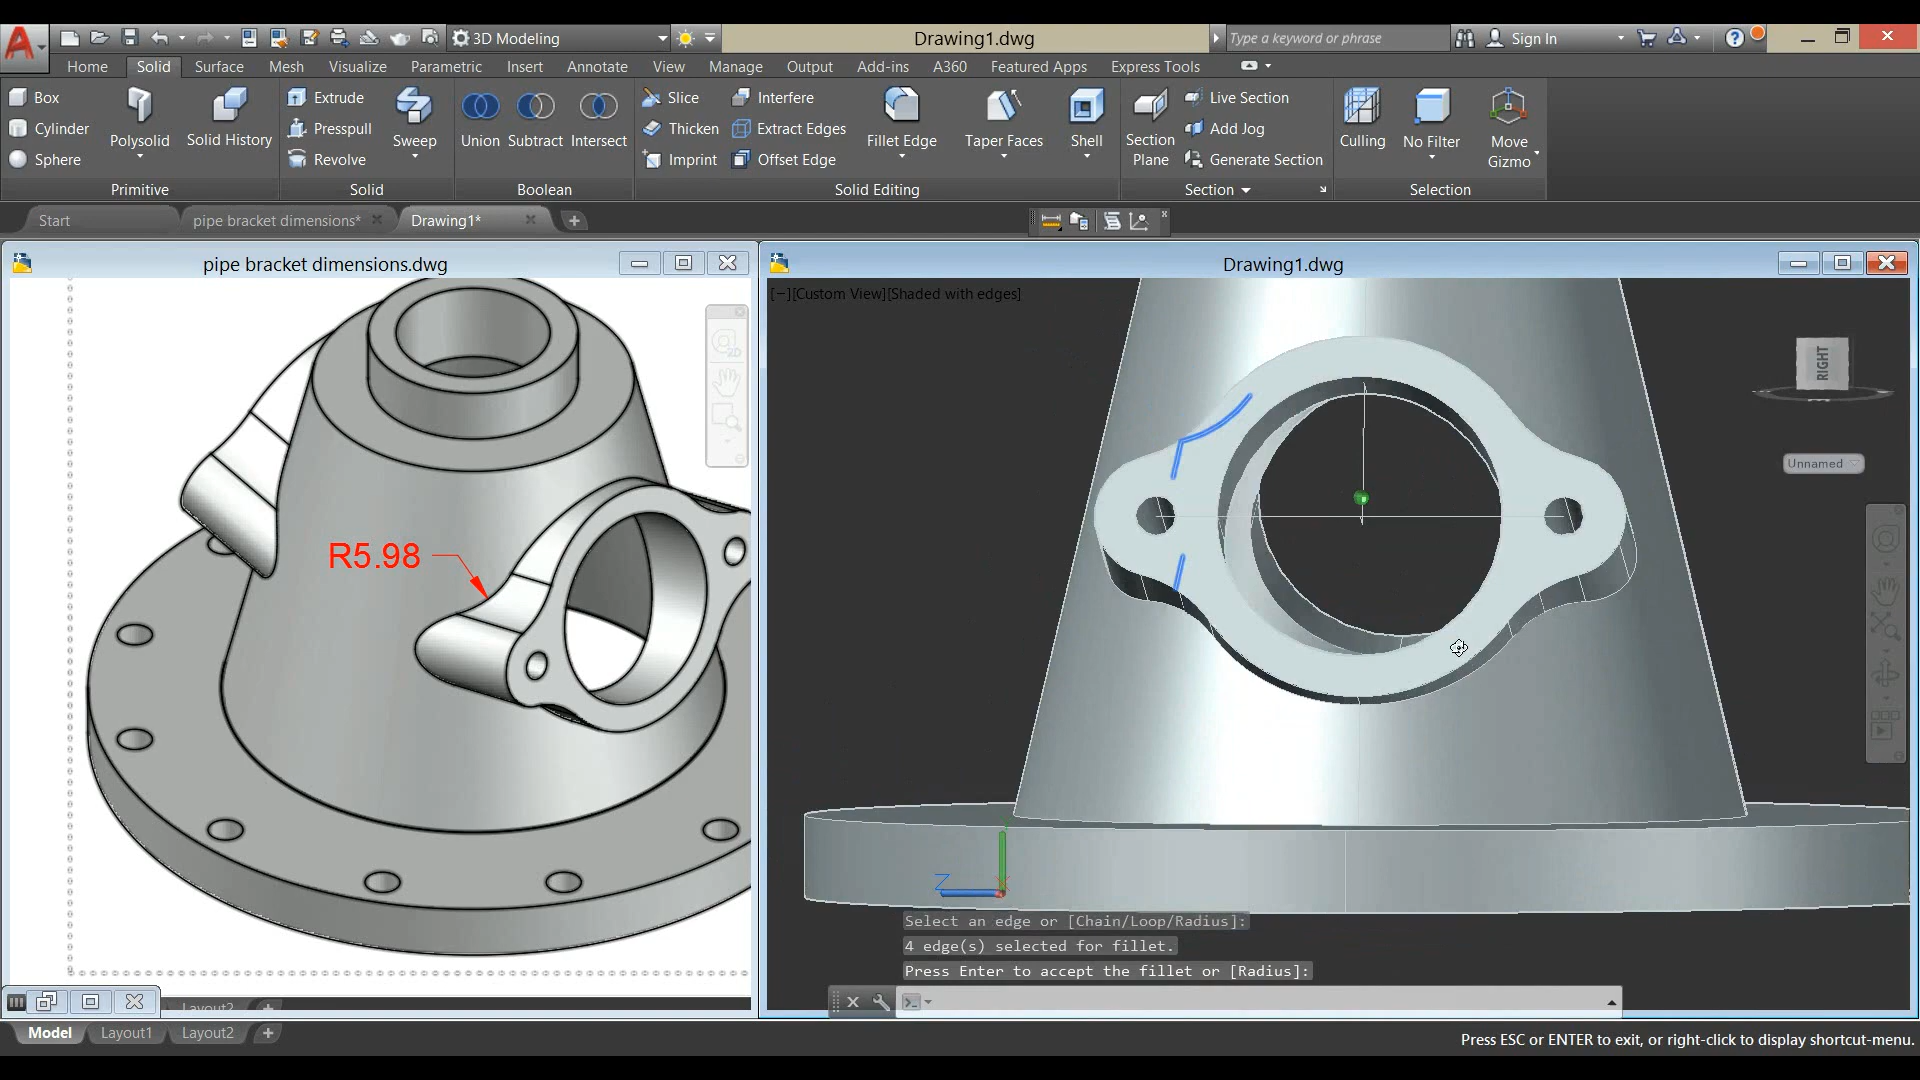 3D Modeling
Drawing1.dwg
Type a keyword or phrase
Sign In
Home Solid Surface Mesh Visualize Parametric Insert Annotate View Manage Output Add-ins A360 Featured Apps Express Tools
Box
Cylinder
Sphere
Polysolid
Solid History
Primitive
Extrude
Presspull
Revolve
Sweep
Solid
Union Subtract Intersect
Boolean
Slice
Thicken
Imprint
Interfere
Extract Edges
Offset Edge
Fillet Edge
Taper Faces
Shell
Solid Editing
Section
Plane
Live Section
Add Jog
Generate Section
Section
Culling
No Filter
Move
Gizmo
Selection
Start
pipe bracket dimensions*
Drawing1*
pipe bracket dimensions.dwg
R5.98
Drawing1.dwg
[−][Custom View][Shaded with edges]
RIGHT
Unnamed
Z
Select an edge or [Chain/Loop/Radius]:
4 edge(s) selected for fillet.
Press Enter to accept the fillet or [Radius]:
Layout2
Model Layout1 Layout2
Press ESC or ENTER to exit, or right-click to display shortcut-menu.